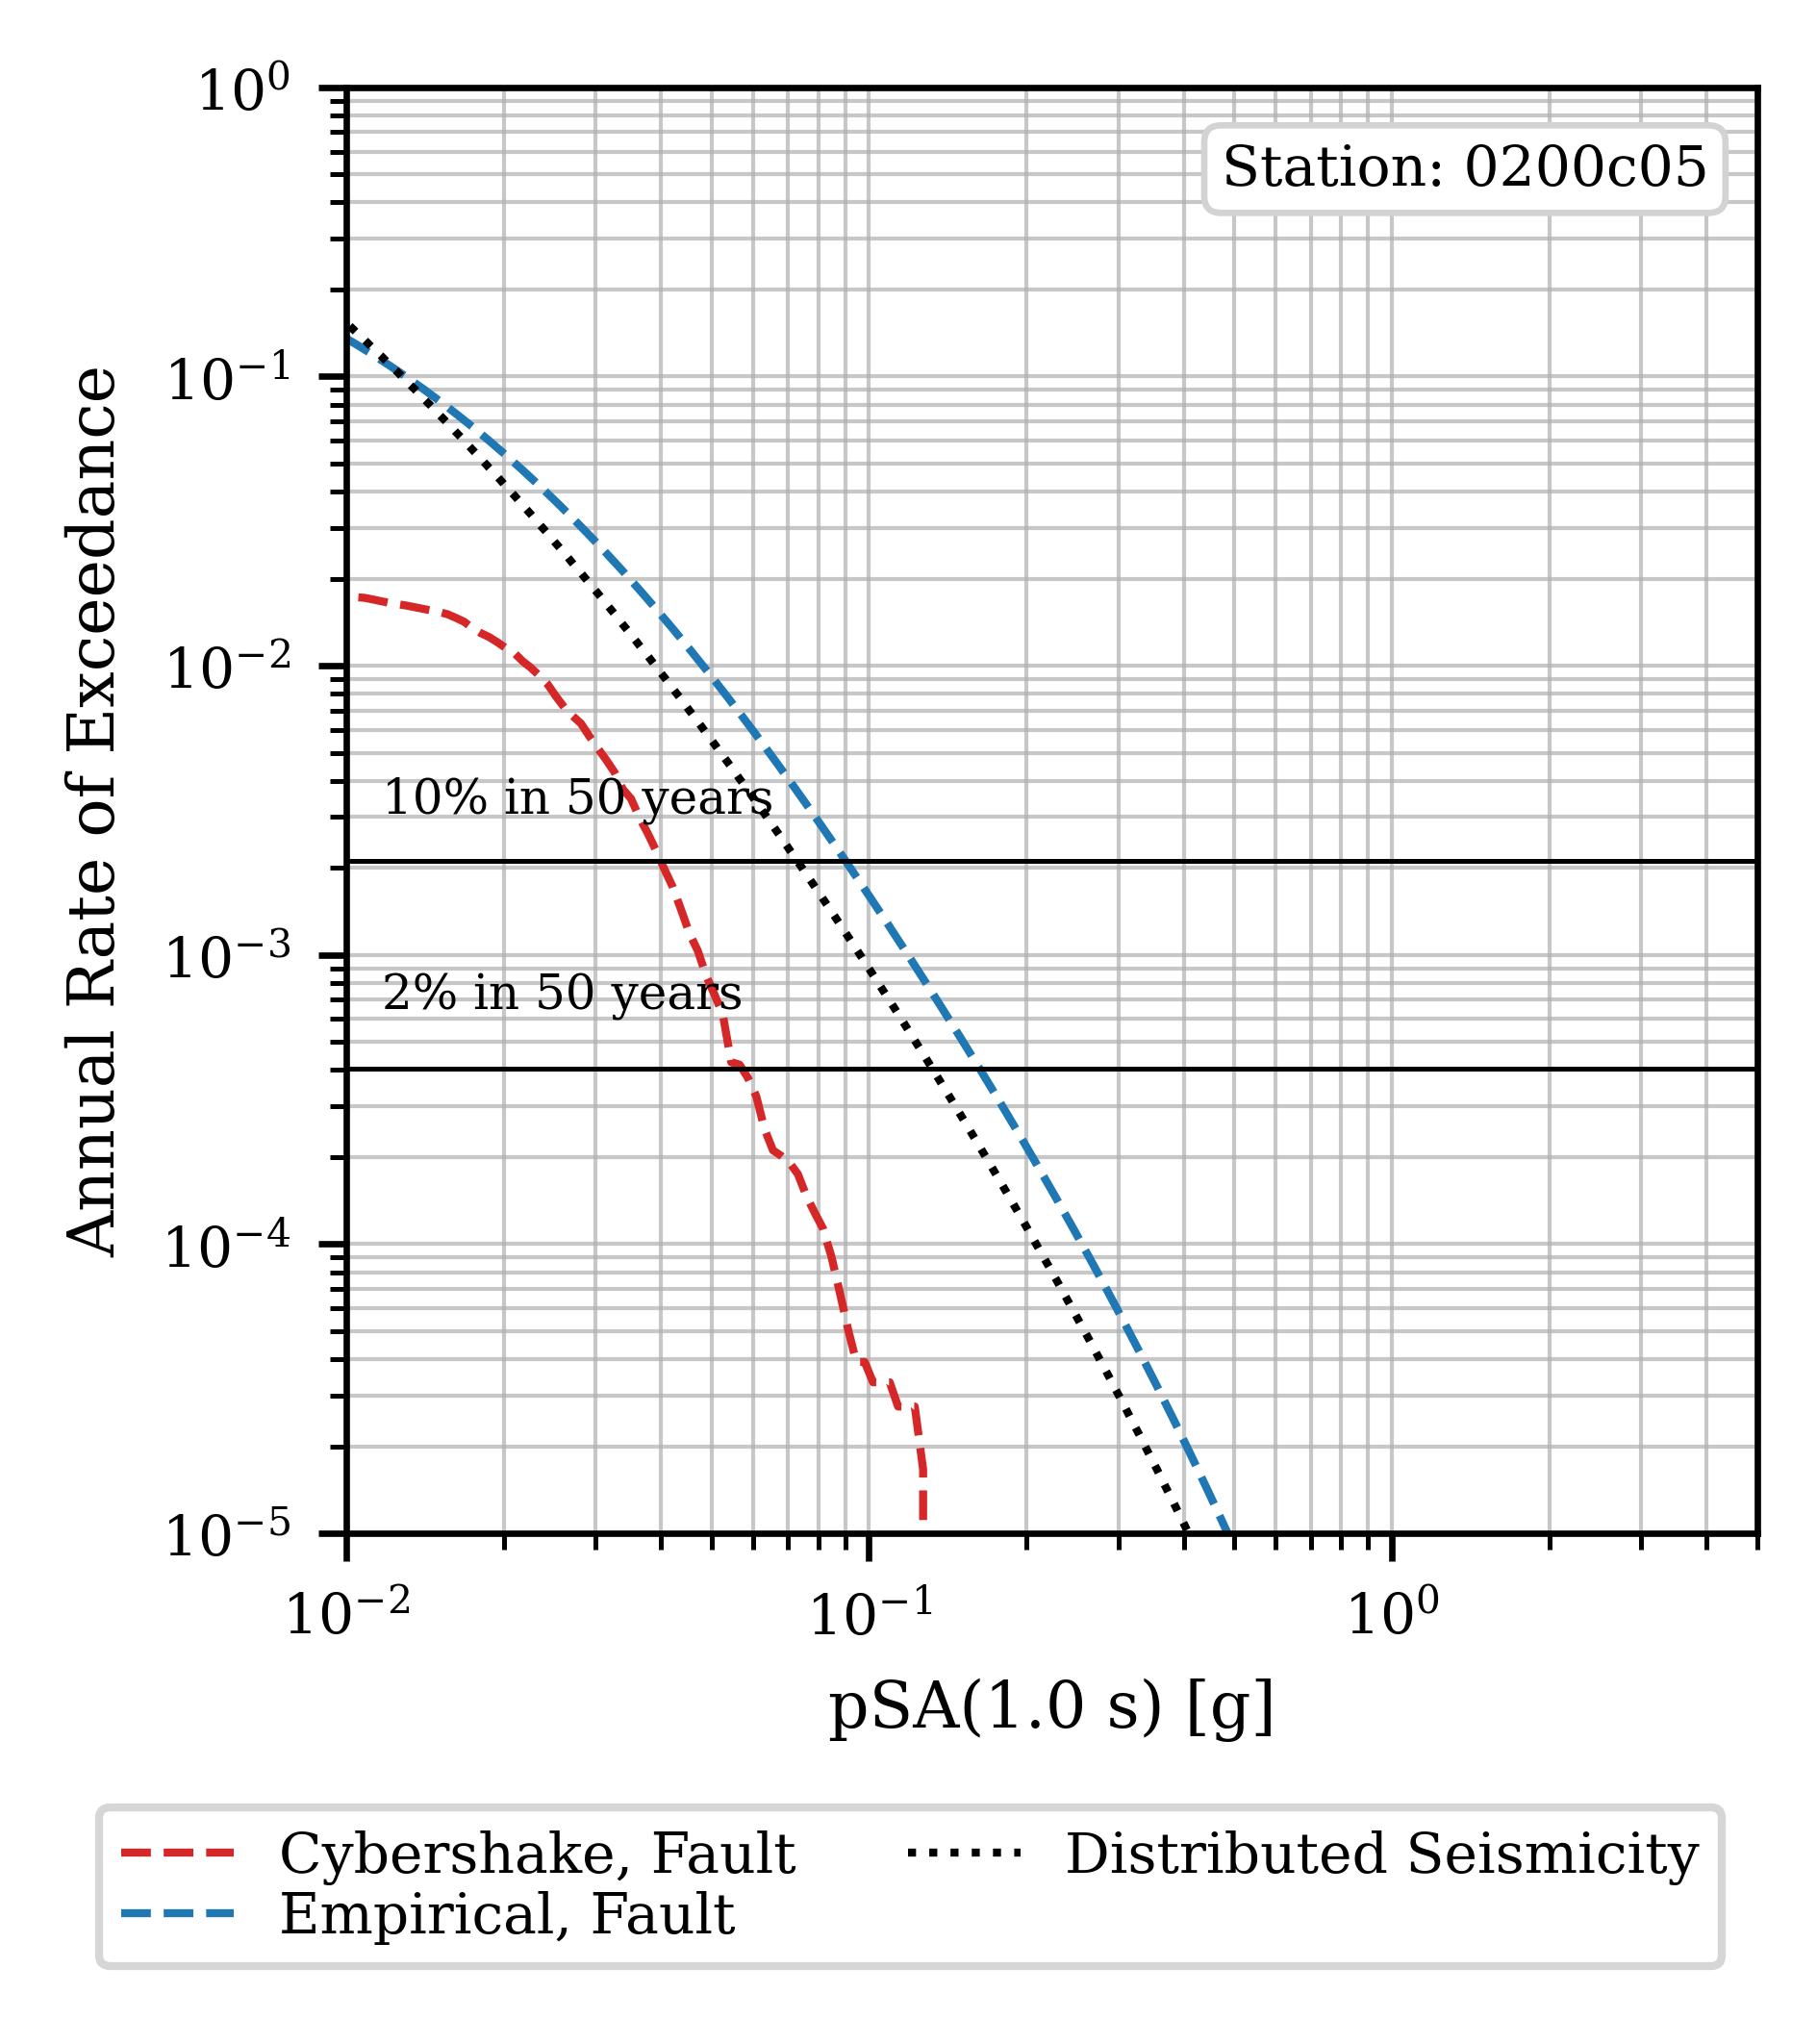 Station: 0200c05
Annual Rate of Exceedance
10⁰
10⁻¹
10⁻²
10⁻³
10⁻⁴
10⁻⁵
10% in 50 years
2% in 50 years
10⁻² 10⁻¹ 10⁰
pSA(1.0 s) [g]
Cybershake, Fault
Empirical, Fault
Distributed Seismicity